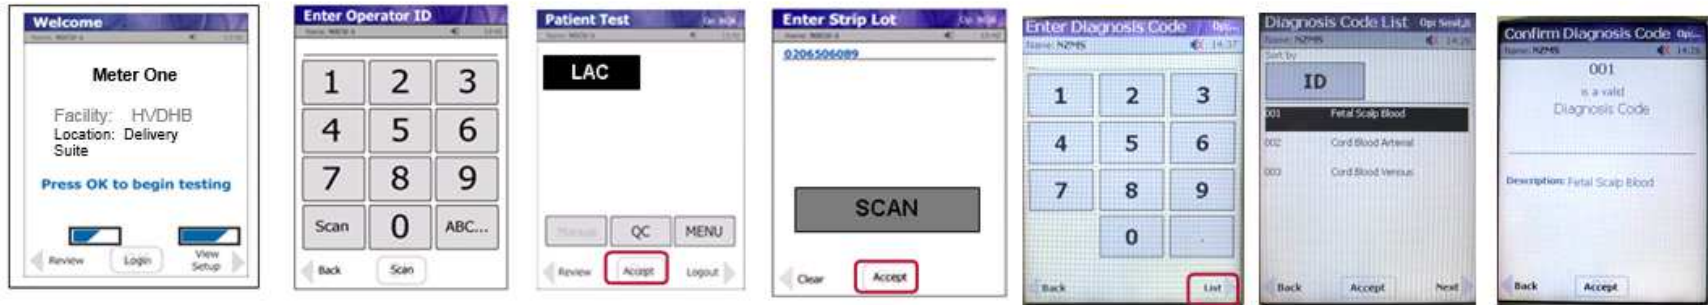 Welcome
Meter One
Facility: HVDHB
Location: Delivery
Suite
Press OK to begin testing
Review
Login
View
Setup
Enter Operator ID
1 2 3
4 5 6
7 8 9
Scan 0 ABC...
Back
Scan
Patient Test
LAC
QC
MENU
Review
Accept
Logout
Enter Strip Lot
0206506089
SCAN
Clear
Accept
Enter Diagnosis Code
Name: NZMS 14:37
1 2 3
4 5 6
7 8 9
0 .
Back
List
Diagnosis Code List
Name: NZMS
Sort by
ID
001 Fetal Scalp Blood
002 Cord Blood Arterial
003 Cord Blood Venous
Back
Accept
Next
Confirm Diagnosis Code
Name: NZMS
001
is a valid
Diagnosis Code
Description: Fetal Scalp Blood
Back
Accept